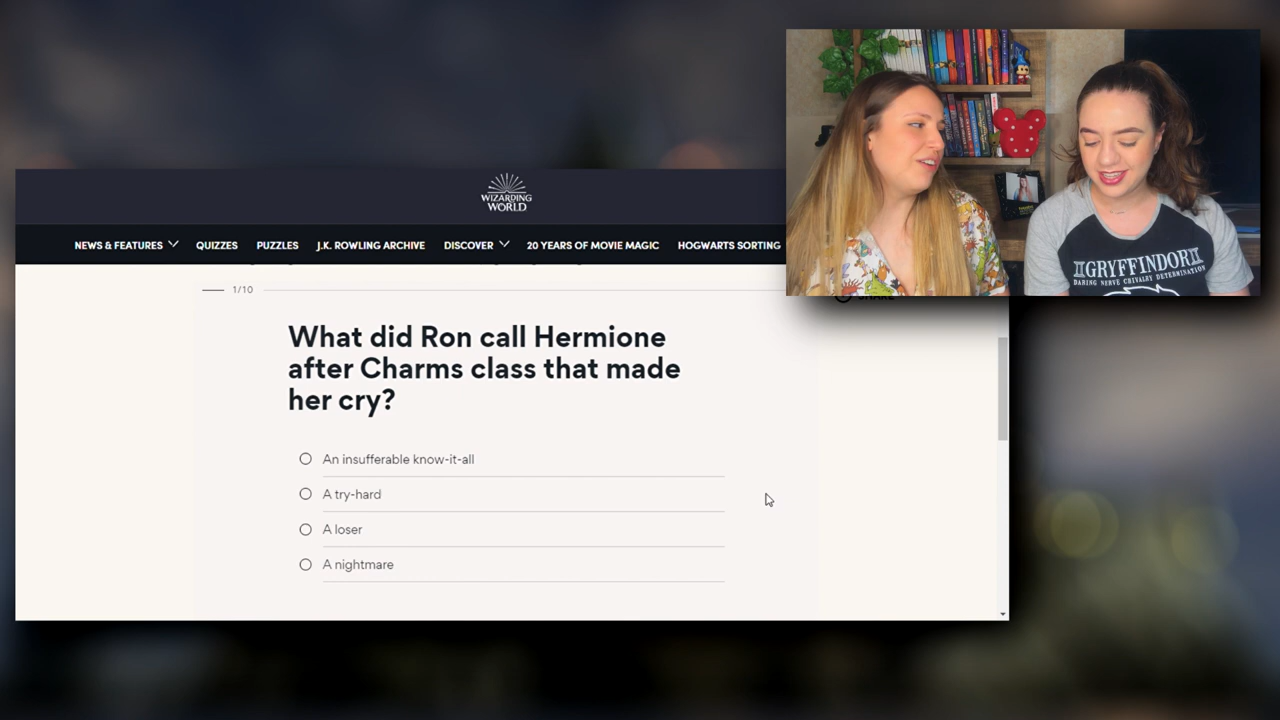 WIZARDING
WORLD
NEWS & FEATURES
QUIZZES
PUZZLES
J.K. ROWLING ARCHIVE
DISCOVER
20 YEARS OF MOVIE MAGIC
HOGWARTS SORTING
GRYFFINDOR
DARING NERVE CHIVALRY DETERMINATION
1/10
What did Ron call Hermione
after Charms class that made
her cry?
An insufferable know-it-all
A try-hard
A loser
A nightmare